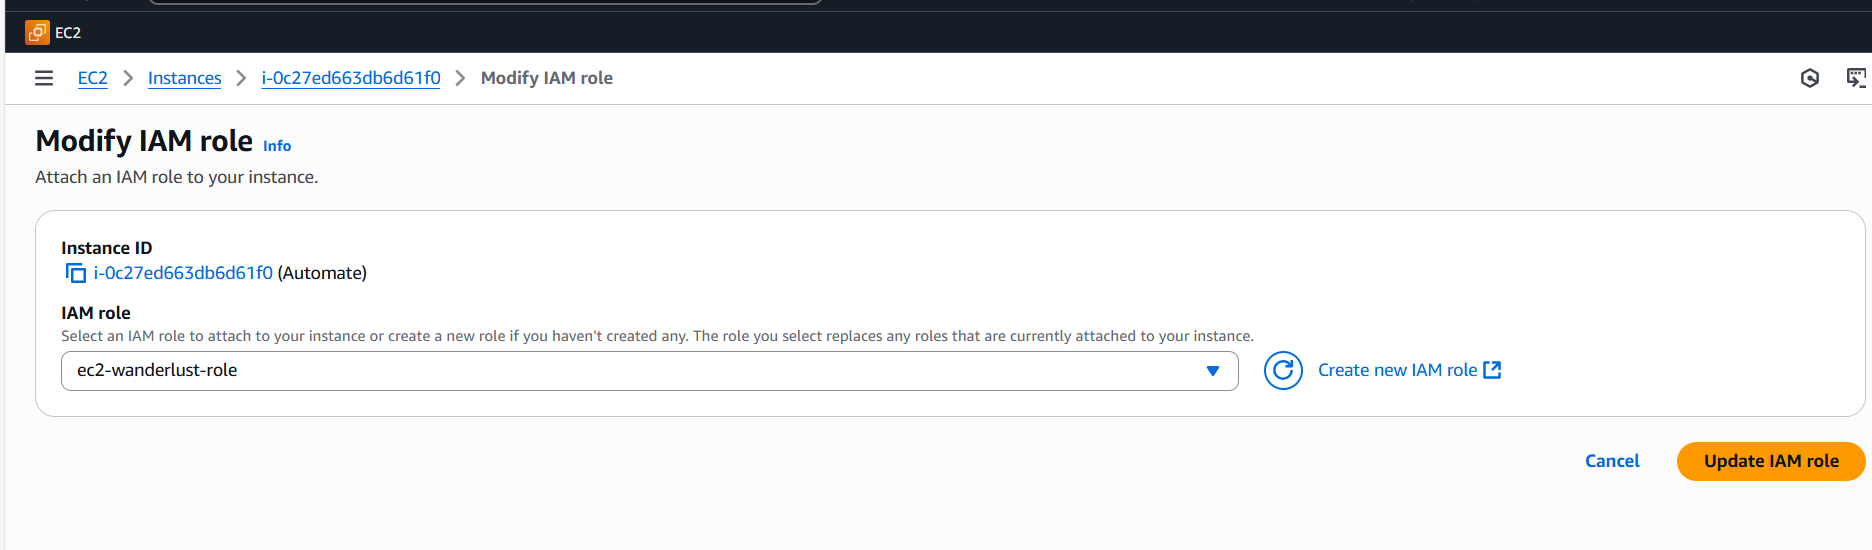 EC2
EC2 > Instances > i-0c27ed663db6d61f0 > Modify IAM role
Modify IAM role Info
Attach an IAM role to your instance.
Instance ID
i-0c27ed663db6d61f0 (Automate)
IAM role
Select an IAM role to attach to your instance or create a new role if you haven't created any. The role you select replaces any roles that are currently attached to your instance.
ec2-wanderlust-role
Create new IAM role
Cancel
Update IAM role